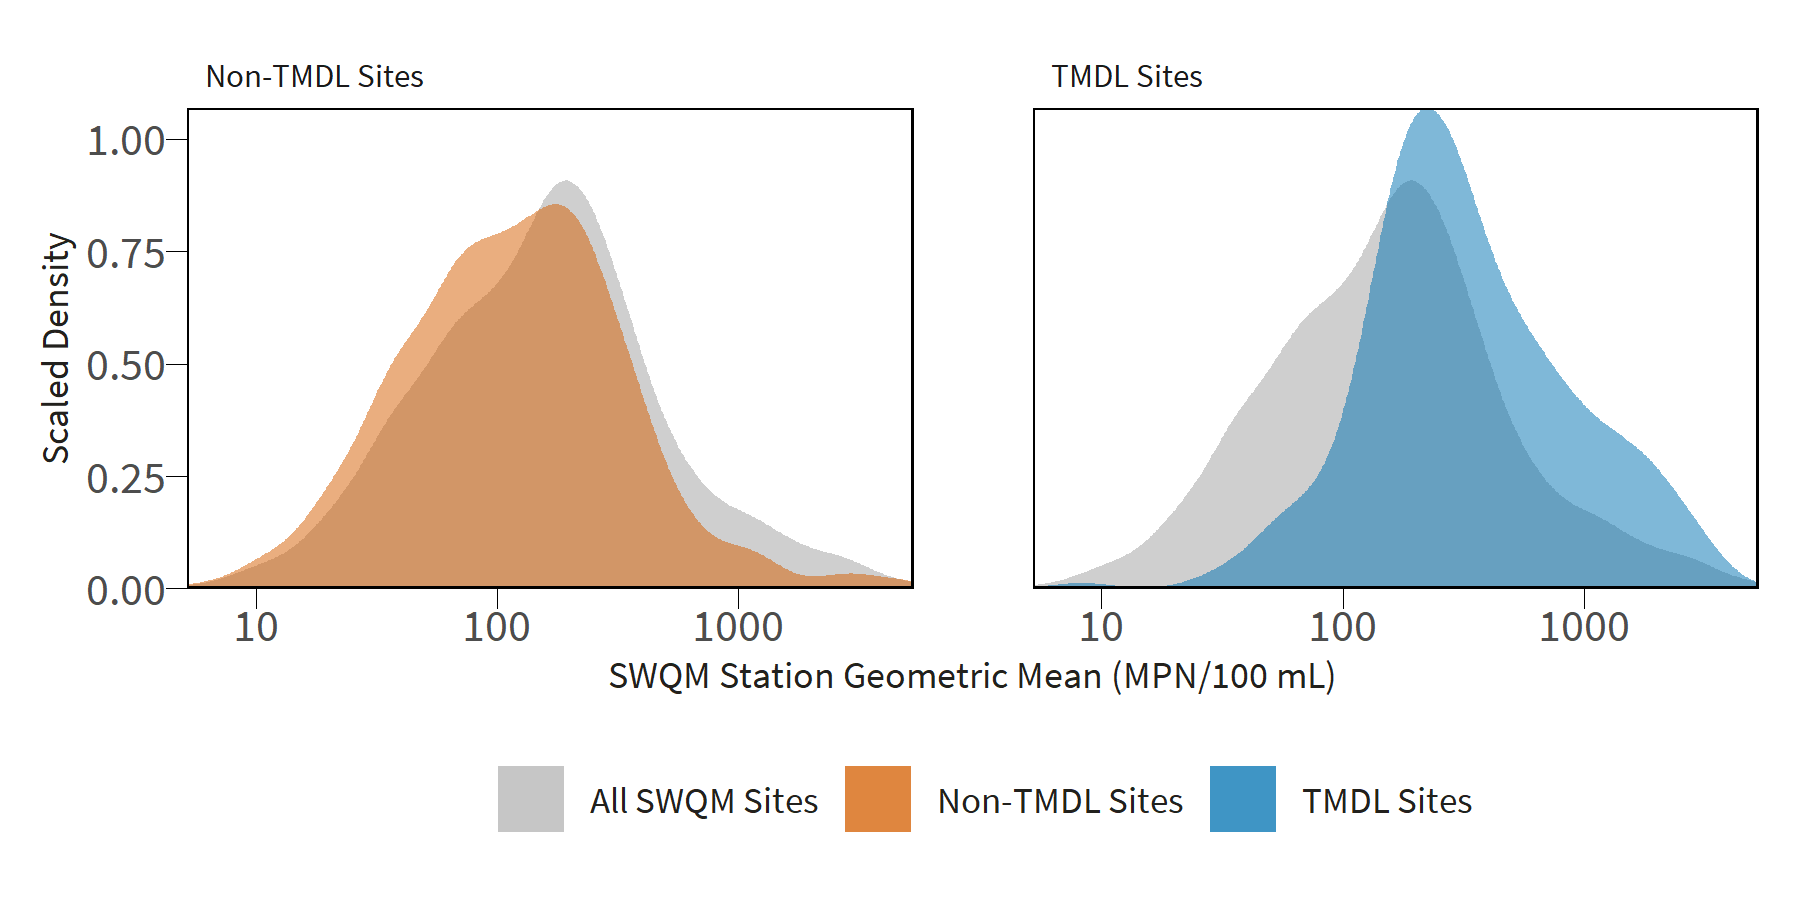 Non-TMDL Sites
TMDL Sites
Scaled Density
1.00
0.75
0.50
0.25
0.00
10 100 1000
10 100 1000
SWQM Station Geometric Mean (MPN/100 mL)
All SWQM Sites
Non-TMDL Sites
TMDL Sites